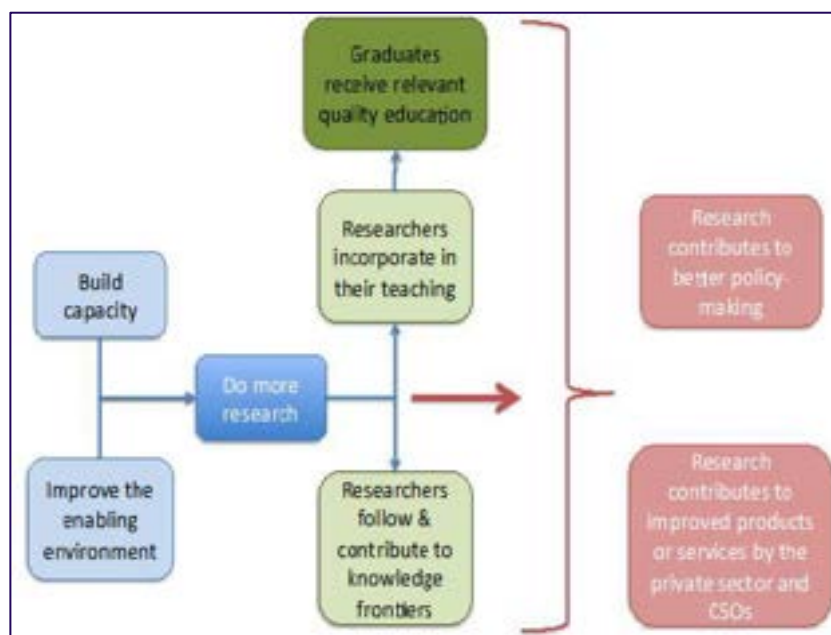 Graduates
receive relevant
quality education
Researchers
incorporate in
their teaching
Research
contributes to
better policy-
making
Build
capacity
Do more
research
Improve the
enabling
environment
Researchers
follow &
contribute to
knowledge
frontiers
Research
contributes to
improved products
or services by the
private sector and
CSOs